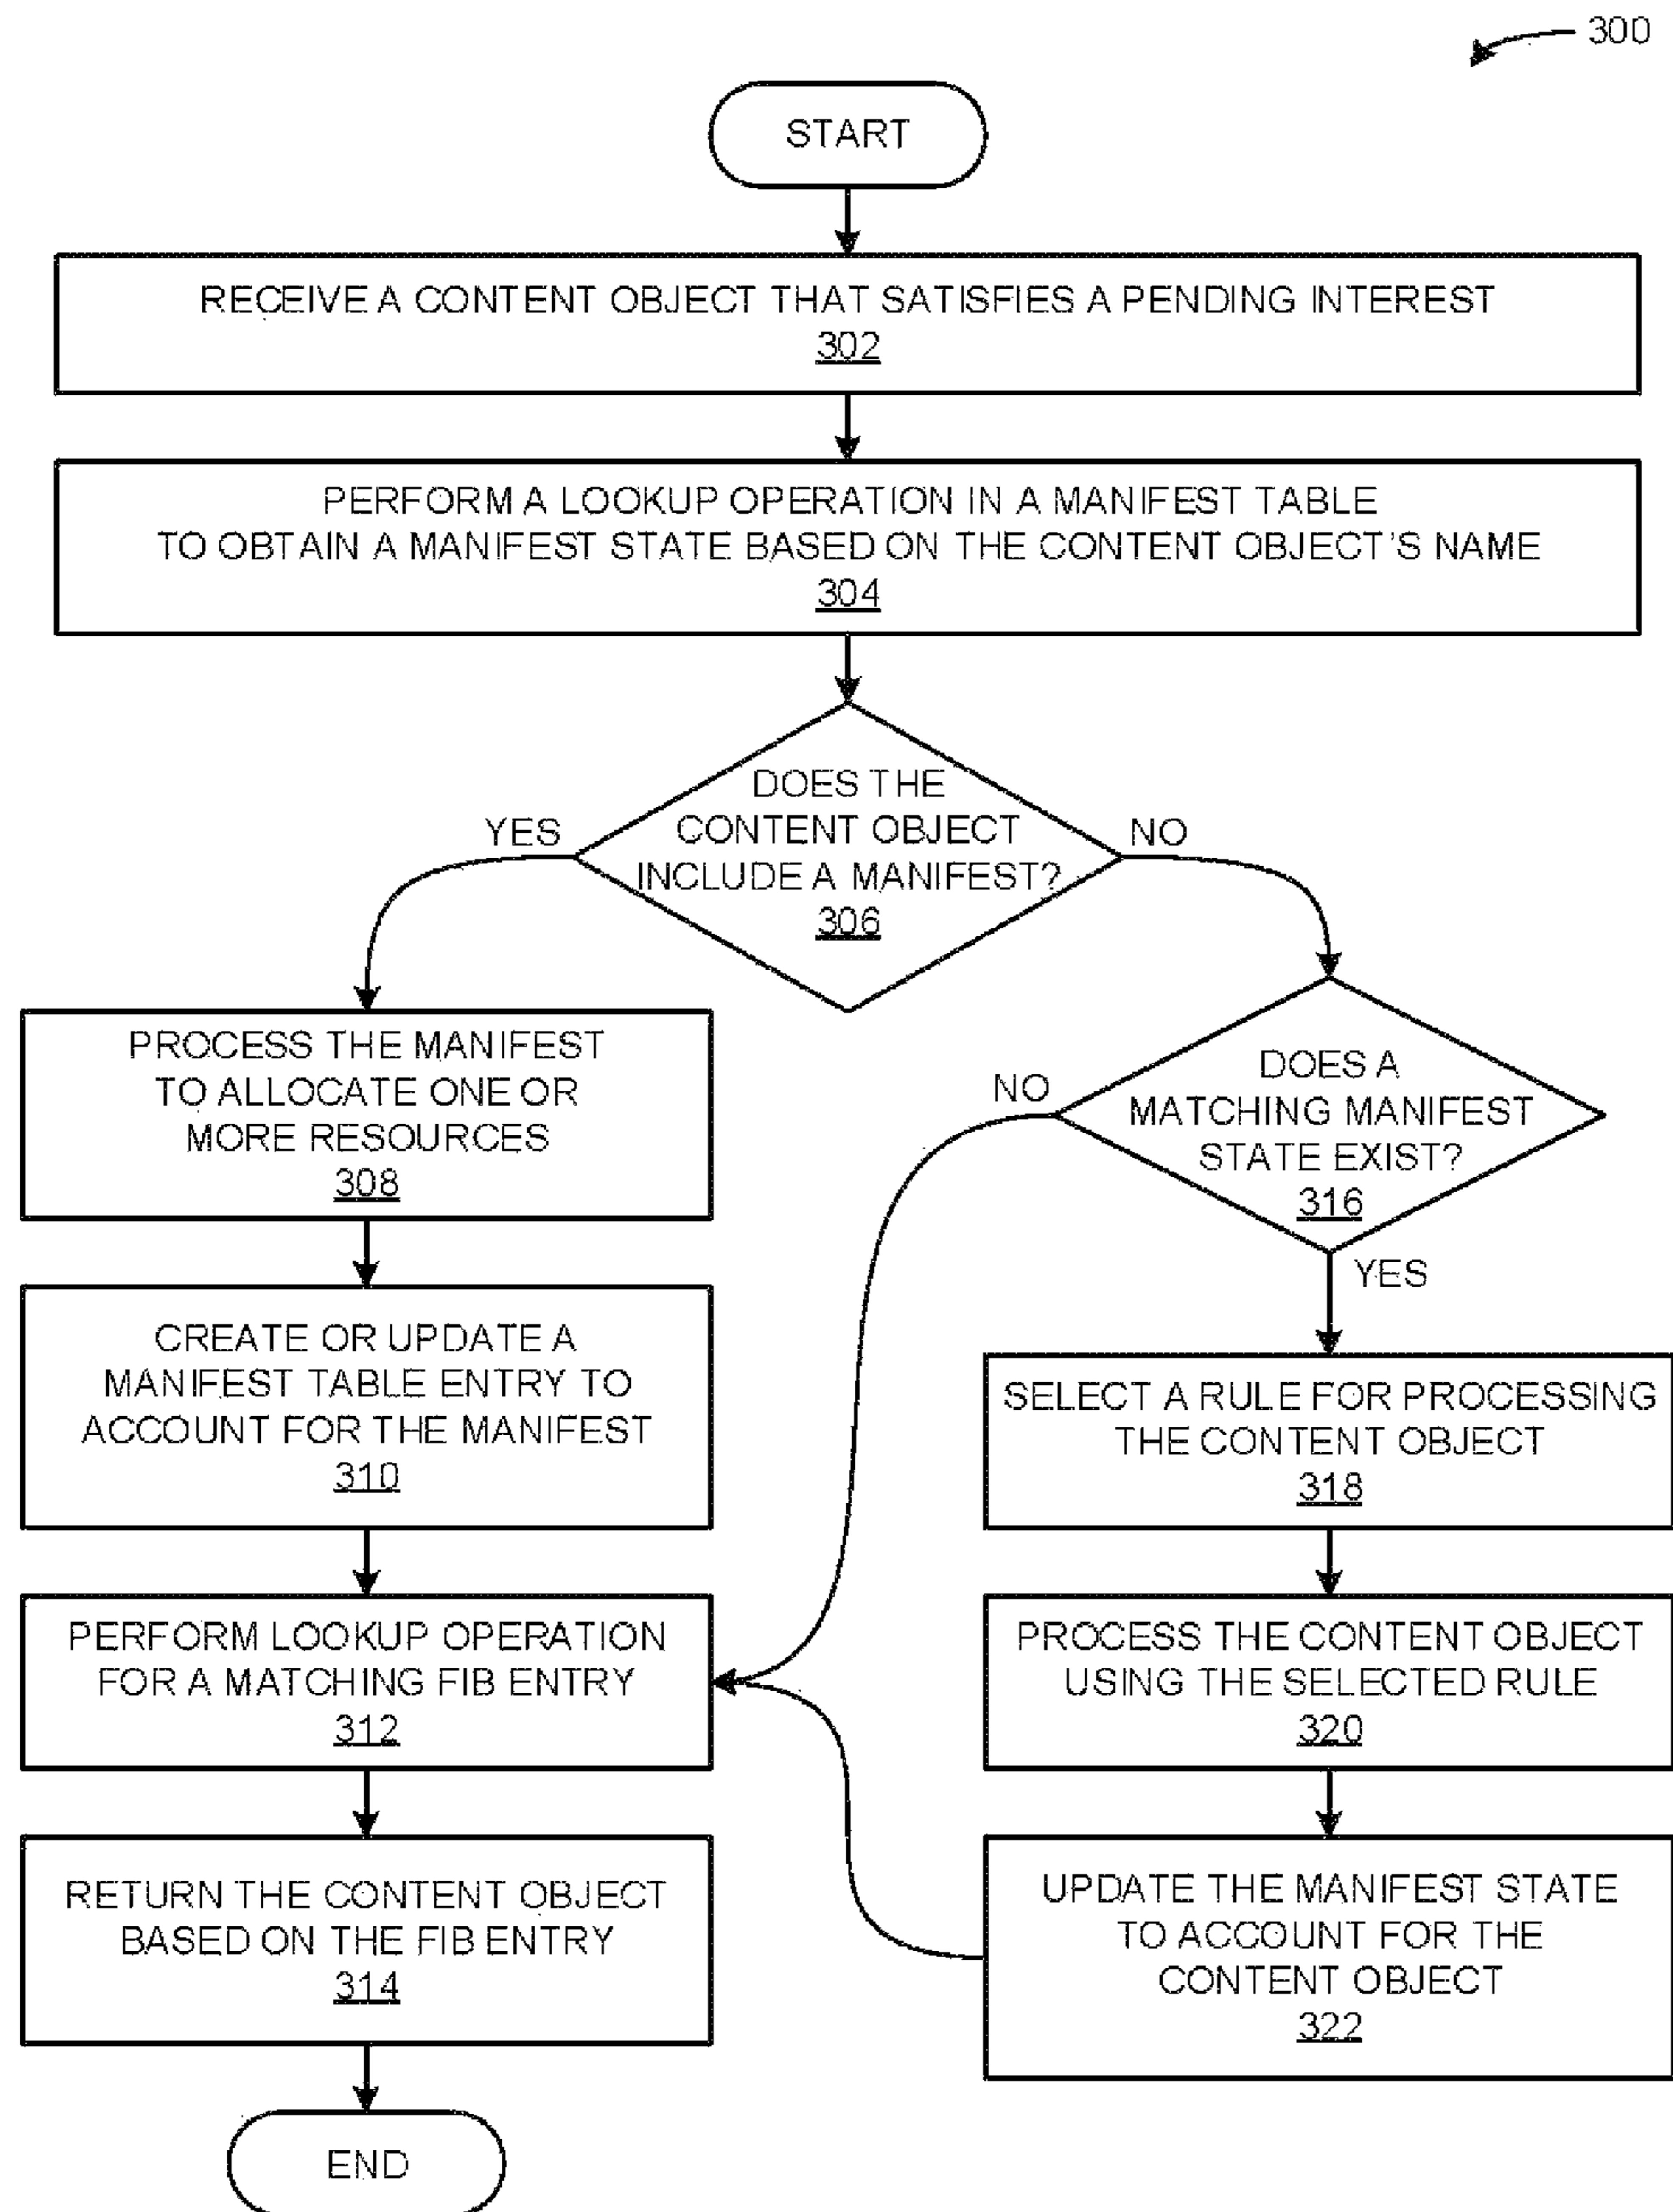 300
START
RECEIVE A CONTENT OBJECT THAT SATISFIES A PENDING INTEREST
302
PERFORM A LOOKUP OPERATION IN A MANIFEST TABLE
TO OBTAIN A MANIFEST STATE BASED ON THE CONTENT OBJECT'S NAME
304
DOES THE
CONTENT OBJECT
INCLUDE A MANIFEST?
306
YES
NO
PROCESS THE MANIFEST
TO ALLOCATE ONE OR
MORE RESOURCES
308
DOES A
MATCHING MANIFEST
STATE EXIST?
316
NO
YES
CREATE OR UPDATE A
MANIFEST TABLE ENTRY TO
ACCOUNT FOR THE MANIFEST
310
SELECT A RULE FOR PROCESSING
THE CONTENT OBJECT
318
PERFORM LOOKUP OPERATION
FOR A MATCHING FIB ENTRY
312
PROCESS THE CONTENT OBJECT
USING THE SELECTED RULE
320
RETURN THE CONTENT OBJECT
BASED ON THE FIB ENTRY
314
UPDATE THE MANIFEST STATE
TO ACCOUNT FOR THE
CONTENT OBJECT
322
END